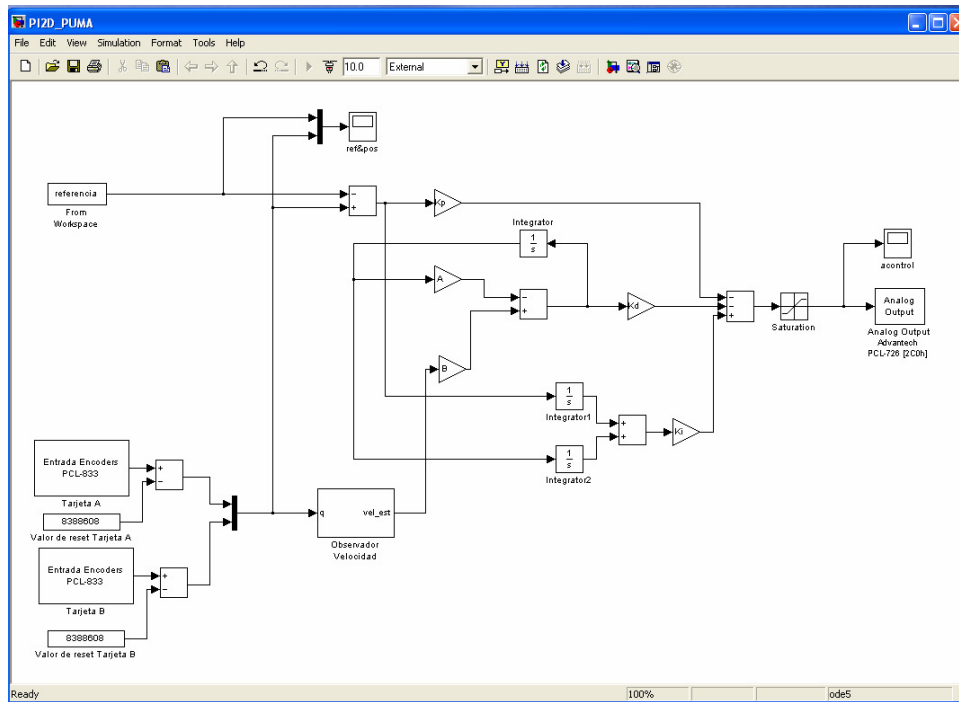 PI2D_PUMA
File Edit View Simulation Format Tools Help
10.0 External
ref&pos
referencia
From
Workspace
- 
+
Kp
Integrator
1
s
A
-
+
B
Kd
-
-
+
Saturation
acontrol
Analog
Output
Analog Output
Advantech
PCL-726 [2C0h]
1
s
Integrator1
+
+
Ki
1
s
Integrator2
Entrada Encoders
PCL-833
Tarjeta A
+
-
8388608
Valor de reset Tarjeta A
q vel_est
Observador
Velocidad
Entrada Encoders
PCL-833
Tarjeta B
+
-
8388608
Valor de reset Tarjeta B
Ready 100% ode5